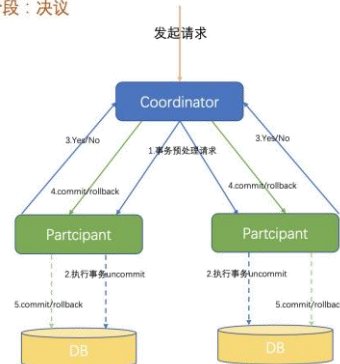 段：决议
发起请求
Coordinator
3.Yes/No
1.事务预处理请求
3.Yes/No
4.commit/rollback
4.commit/rollback
Partcipant
Partcipant
2.执行事务uncommit
2.执行事务uncommit
5.commit/rollback
5.commit/rollbac
DB
DB